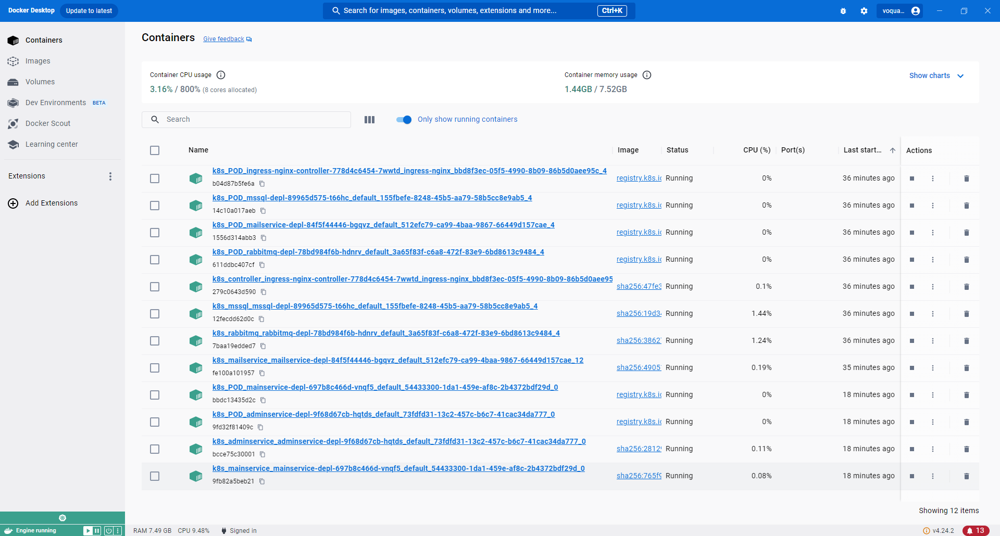 Docker Desktop Update to latest Search for images, containers, volumes, extensions and more... Ctrl+K voqua...
Containers
Images
Volumes
Dev Environments BETA
Docker Scout
Learning center
Extensions
Add Extensions
Containers Give feedback
Container CPU usage
3.16% / 800% (8 cores allocated)
Container memory usage
1.44GB / 7.52GB
Show charts
Search
Only show running containers
Name Image Status CPU (%) Port(s) Last start... Actions
k8s_POD_ingress-nginx-controller-778d4c6454-7wwtd_ingress-nginx_bbd8f3ec-05f5-4990-8b09-86b5d0aee95c_4
b04d87b5fe6a
registry.k8s.io Running 0% 36 minutes ago
k8s_POD_mssql-depl-89965d575-t66hc_default_155fbefe-8248-45b5-aa79-58b5cc8e9ab5_4
14c10a017aeb
registry.k8s.io Running 0% 36 minutes ago
k8s_POD_mailservice-depl-84f5f44446-bgqvz_default_512efc79-ca99-4baa-9867-66449d157cae_4
1556d314abb3
registry.k8s.io Running 0% 36 minutes ago
k8s_POD_rabbitmq-depl-78bd984f6b-hdnrv_default_3a65f83f-c6a8-472f-83e9-6bd8613c9484_4
611ddbc407cf
registry.k8s.io Running 0% 36 minutes ago
k8s_controller_ingress-nginx-controller-778d4c6454-7wwtd_ingress-nginx_bbd8f3ec-05f5-4990-8b09-86b5d0aee95
279c0643d590
sha256:47fe3 Running 0.1% 36 minutes ago
k8s_mssql_mssql-depl-89965d575-t66hc_default_155fbefe-8248-45b5-aa79-58b5cc8e9ab5_4
12fecdd62d0c
sha256:19d3 Running 1.44% 36 minutes ago
k8s_rabbitmq_rabbitmq-depl-78bd984f6b-hdnrv_default_3a65f83f-c6a8-472f-83e9-6bd8613c9484_4
7baa19edded7
sha256:3862 Running 1.24% 36 minutes ago
k8s_mailservice_mailservice-depl-84f5f44446-bgqvz_default_512efc79-ca99-4baa-9867-66449d157cae_12
fe100a101957
sha256:4905 Running 0.19% 35 minutes ago
k8s_POD_mainservice-depl-697b8c466d-vnqf5_default_54433300-1da1-459e-af8c-2b4372bdf29d_0
bbdc13435d2c
registry.k8s.io Running 0% 18 minutes ago
k8s_POD_adminservice-depl-9f68d67cb-hqtds_default_73fdfd31-13c2-457c-b6c7-41cac34da777_0
9fd32f81409c
registry.k8s.io Running 0% 18 minutes ago
k8s_adminservice_adminservice-depl-9f68d67cb-hqtds_default_73fdfd31-13c2-457c-b6c7-41cac34da777_0
bcce75c30001
sha256:2812 Running 0.11% 18 minutes ago
k8s_mainservice_mainservice-depl-697b8c466d-vnqf5_default_54433300-1da1-459e-af8c-2b4372bdf29d_0
9fb82a5beb21
sha256:765f9 Running 0.08% 18 minutes ago
Showing 12 items
Engine running RAM 7.49 GB CPU 9.48% Signed in v4.24.2 13